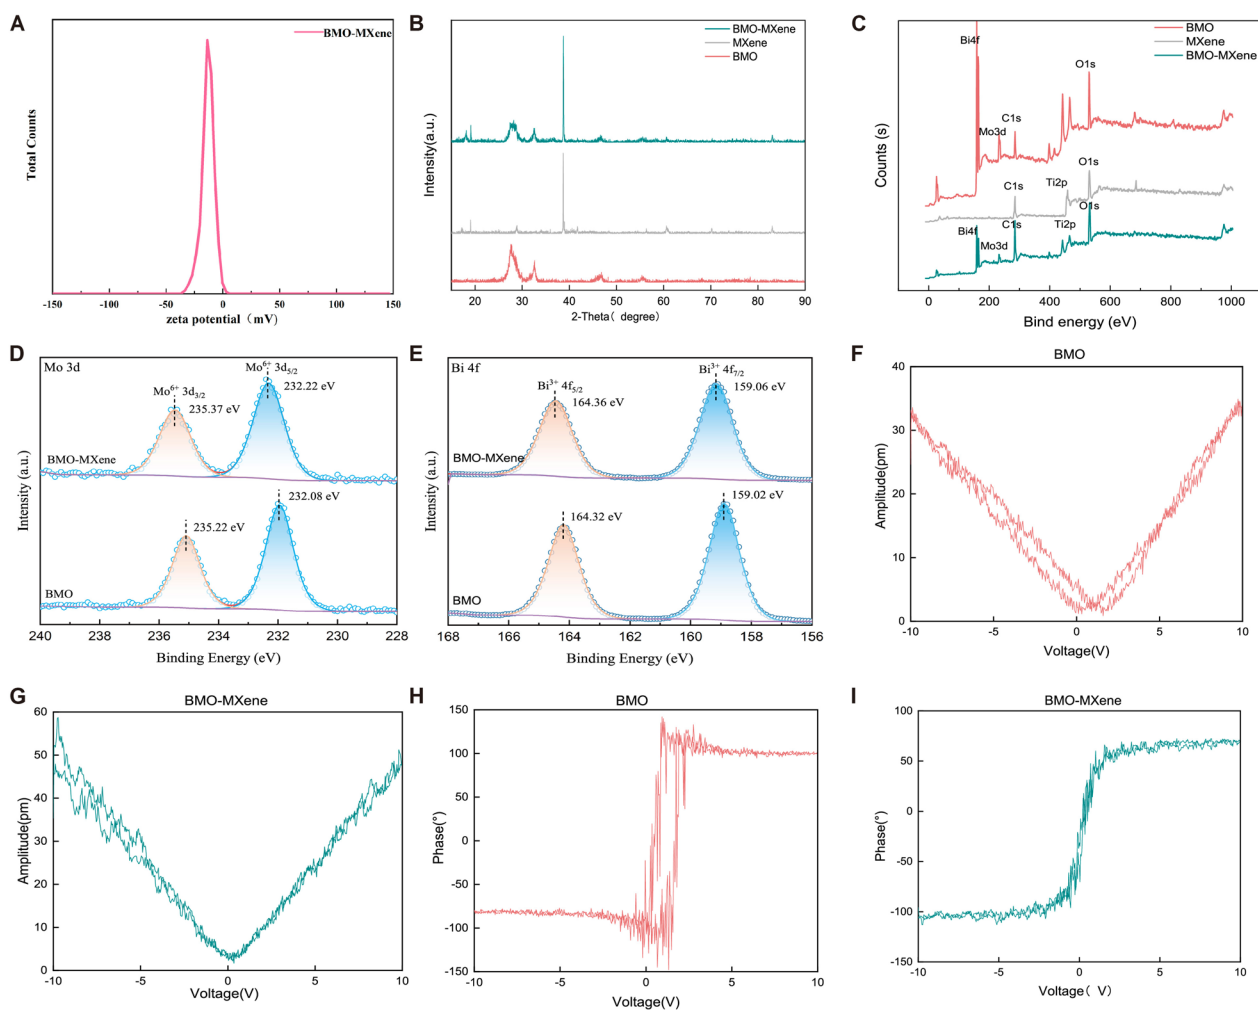 A
BMO-MXene
Total Counts
-150 -100 -50 0 50 100 150
zeta potential（mV）
B
BMO-MXene
MXene
BMO
Intensity(a.u.)
20 30 40 50 60 70 80 90
2-Theta( degree)
C
BMO
MXene
BMO-MXene
Bi4f
Mo3d
C1s
O1s
C1s
Ti2p
O1s
Bi4f
Mo3d
C1s
Ti2p
O1s
Counts (s)
0 200 400 600 800 1000
Bind energy (eV)
D
Mo 3d
Mo⁶⁺ 3d₃/₂
235.37 eV
Mo⁶⁺ 3d₅/₂
232.22 eV
BMO-MXene
235.22 eV
232.08 eV
BMO
Intensity (a.u.)
240 238 236 234 232 230 228
Binding Energy (eV)
E
Bi 4f
Bi³⁺ 4f₅/₂
164.36 eV
Bi³⁺ 4f₇/₂
159.06 eV
BMO-MXene
164.32 eV
159.02 eV
BMO
Intensity (a.u.)
168 166 164 162 160 158 156
Binding Energy (eV)
F
BMO
Amplitude(pm)
40
30
20
10
0
-10 -5 0 5 10
Voltage(V)
G
BMO-MXene
Amplitude(pm)
60
50
40
30
20
10
0
-10 -5 0 5 10
Voltage(V)
H
BMO
Phase(°)
150
100
50
0
-50
-100
-150
-10 -5 0 5 10
Voltage(V)
I
BMO-MXene
Phase(°)
100
50
0
-50
-100
-150
-10 -5 0 5 10
Voltage( V)